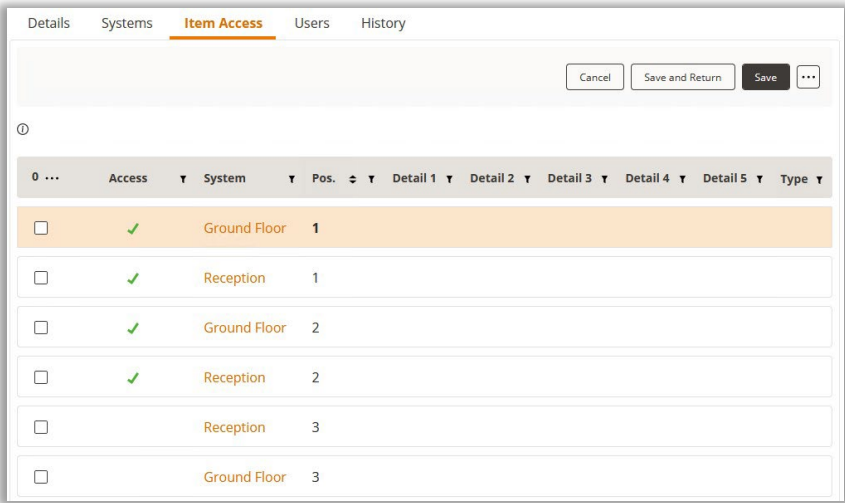 Details Systems Item Access Users History
Cancel Save and Return Save ...
0 ... Access System Pos. Detail 1 Detail 2 Detail 3 Detail 4 Detail 5 Type
Ground Floor 1
Reception 1
Ground Floor 2
Reception 2
Reception 3
Ground Floor 3